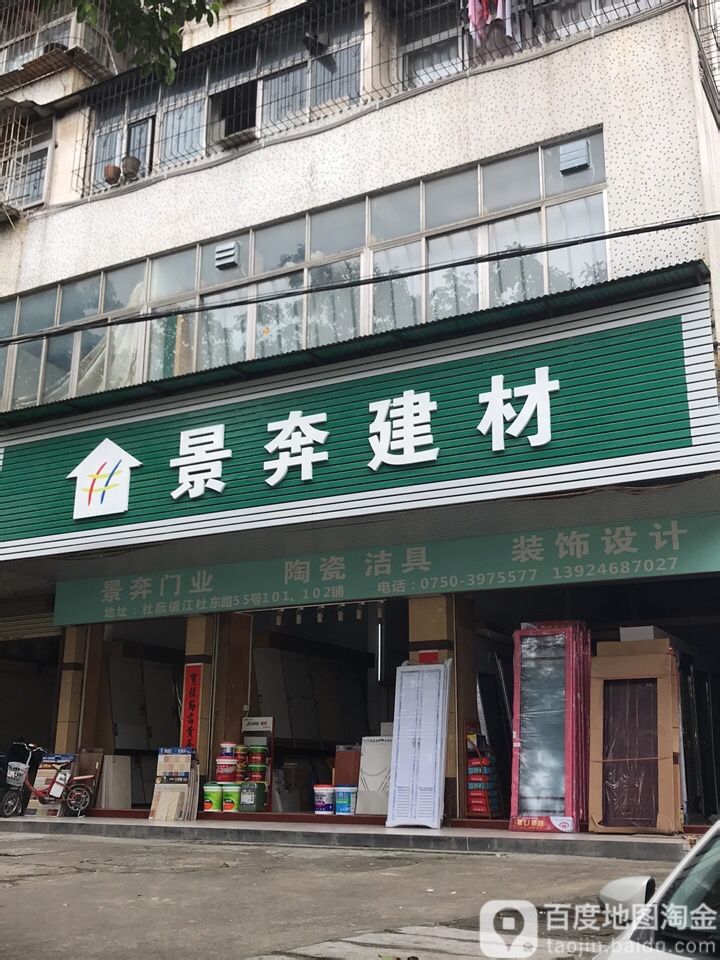 景奔建材
景奔门业 陶瓷 洁具 装饰设计
地址：杜阮镇江杜东路55号101、102铺 电话：0750-3975577 13924687027
百度地图淘金
taojin.baidu.com